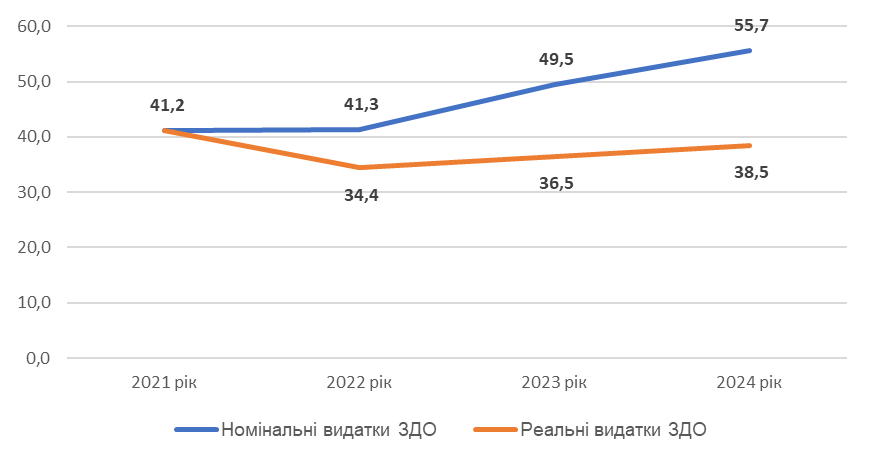 60,0
55,7
49,5
50,0
41,2
41,3
40,0
38,5
36,5
34,4
30,0
20,0
10,0
0,0
2021 рік
2022 рік
2023 рік
2024 рік
Номінальні видатки ЗДО
Реальні видатки ЗДО